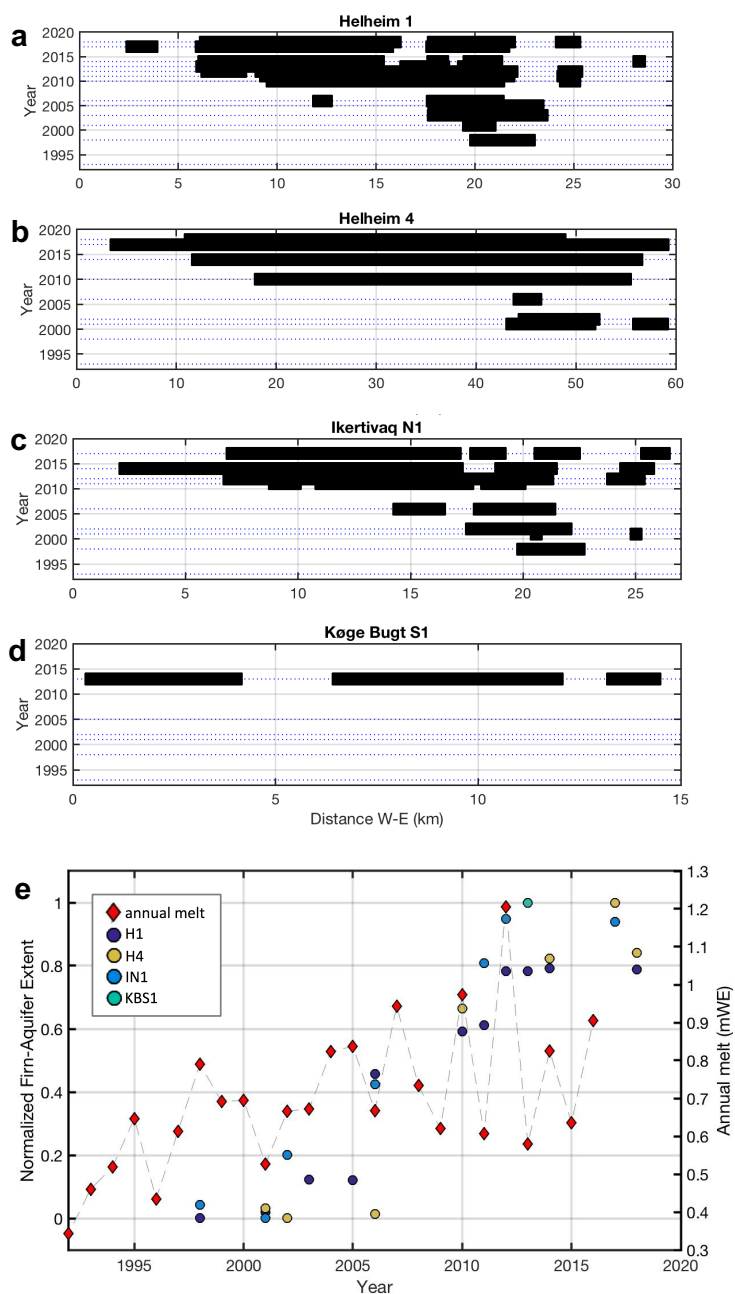 a
Helheim 1
2020
2015
2010
2005
2000
1995
Year
0 5 10 15 20 25 30
b
Helheim 4
2020
2015
2010
2005
2000
1995
Year
0 10 20 30 40 50 60
c
Ikertivaq N1
2020
2015
2010
2005
2000
1995
Year
0 5 10 15 20 25
d
Køge Bugt S1
2020
2015
2010
2005
2000
1995
Year
0 5 10 15
Distance W-E (km)
e
annual melt
H1
H4
IN1
KBS1
1
0.8
0.6
0.4
0.2
0
Normalized Firn-Aquifer Extent
1.3
1.2
1.1
1
0.9
0.8
0.7
0.6
0.5
0.4
0.3
Annual melt (mWE)
1995 2000 2005 2010 2015 2020
Year